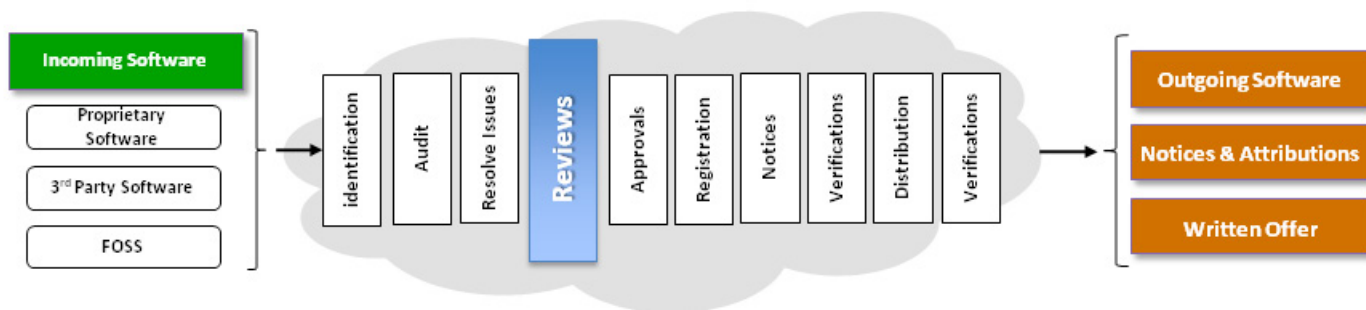 Incoming Software
Proprietary
Software
3rd Party Software
FOSS
identification
Audit
Resolve Issues
Reviews
Approvals
Registration
Notices
Verifications
Distribution
Verifications
Outgoing Software
Notices & Attributions
Written Offer